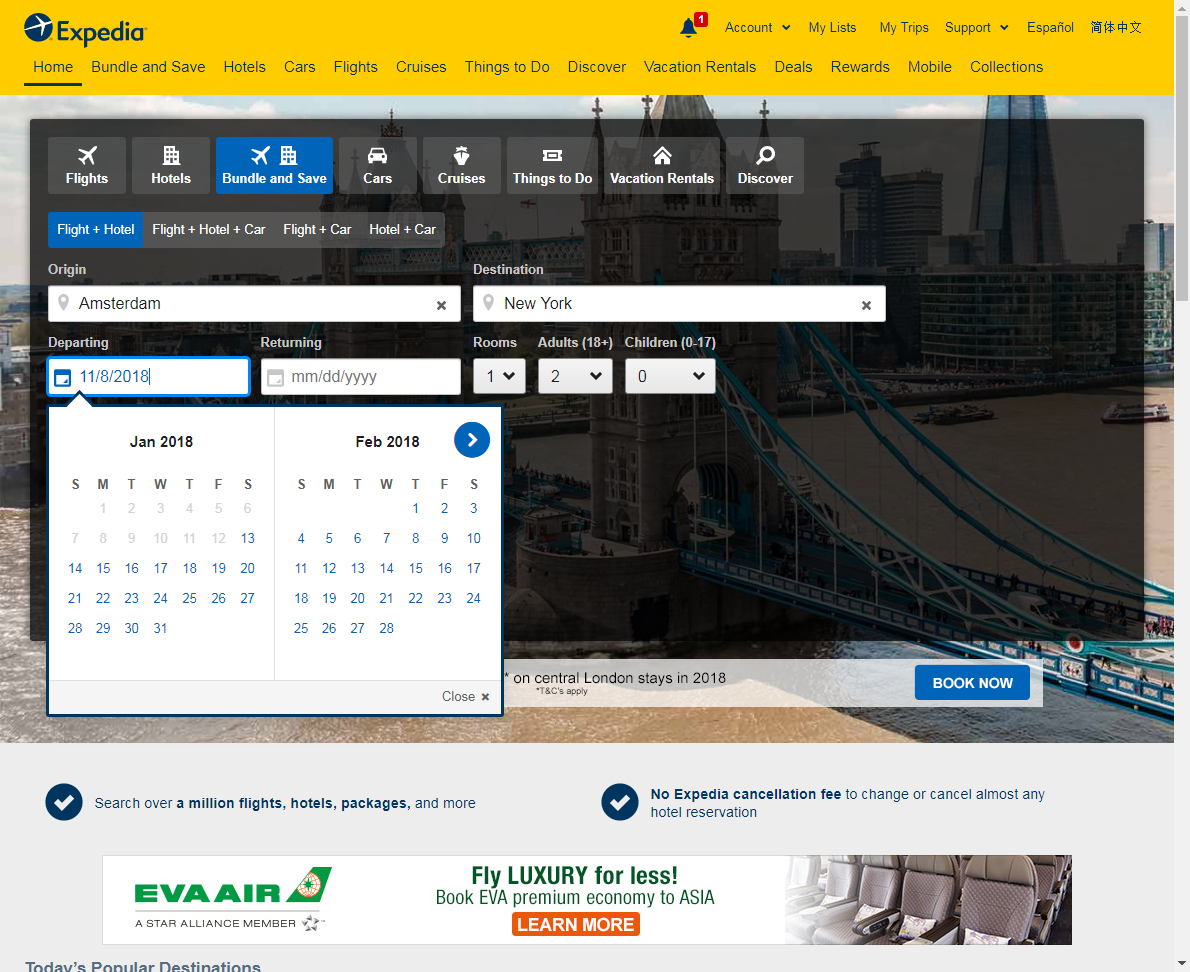 Expedia
1
Account
My Lists
My Trips
Support
Español
简体中文
Home
Bundle and Save
Hotels
Cars
Flights
Cruises
Things to Do
Discover
Vacation Rentals
Deals
Rewards
Mobile
Collections
Flights
Hotels
Bundle and Save
Cars
Cruises
Things to Do
Vacation Rentals
Discover
Flight + Hotel
Flight + Hotel + Car
Flight + Car
Hotel + Car
Origin
Destination
Amsterdam
New York
Departing
Returning
Rooms
Adults (18+)
Children (0-17)
11/8/2018
mm/dd/yyyy
1
2
0
Jan 2018
S M T W T F S
1 2 3 4 5 6
7 8 9 10 11 12 13
14 15 16 17 18 19 20
21 22 23 24 25 26 27
28 29 30 31
Feb 2018
S M T W T F S
1 2 3
4 5 6 7 8 9 10
11 12 13 14 15 16 17
18 19 20 21 22 23 24
25 26 27 28
Close
* on central London stays in 2018
*T&C's apply
BOOK NOW
Search over a million flights, hotels, packages, and more
No Expedia cancellation fee to change or cancel almost any
hotel reservation
EVA AIR
A STAR ALLIANCE MEMBER
Fly LUXURY for less!
Book EVA premium economy to ASIA
LEARN MORE
Today's Popular Destinations